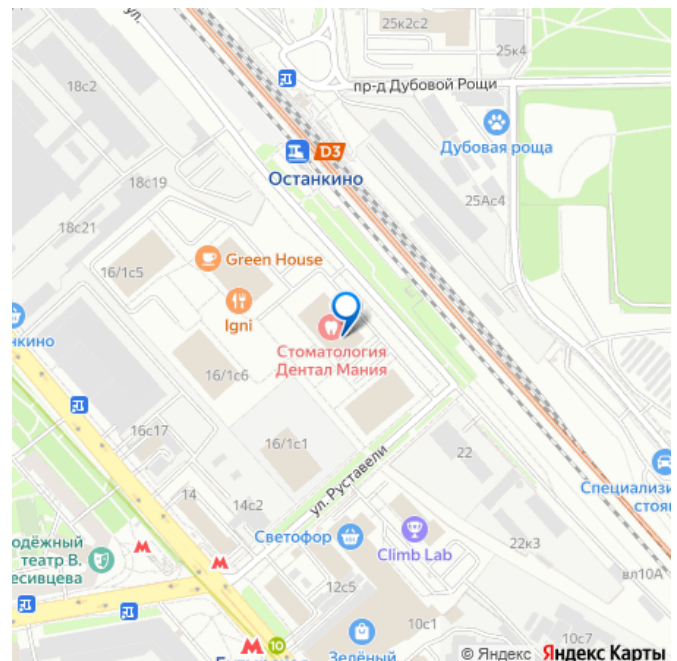 ул.
25к2с2
25к4
18с2
пр-д Дубовой Рощи
D3
Дубовая роща
Останкино
18с19
25Ас4
18с21
Green House
16/1с5
Igni
нкино
Стоматология
Дентал Мания
16/1с6
16с17
16/1с1
22
ул. Руставели
Специализи
стоя
14
14с2
Светофор
Climb Lab
22к3
одёжный
театр В.
есивцева
М
М
вл10А
12с5
10с1
10с7
М
10
Зелёный
© Яндекс Яндекс Карты